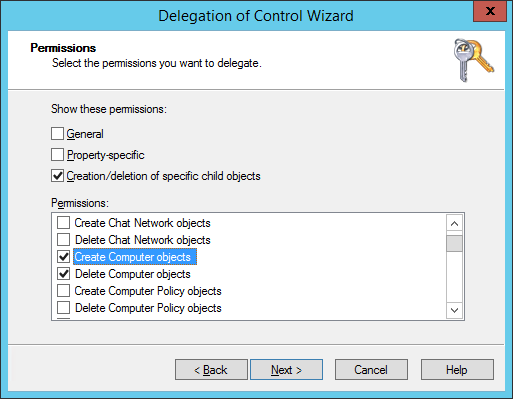 Delegation of Control Wizard
x
Permissions
Select the permissions you want to delegate.
Show these permissions:
General
Property-specific
Creation/deletion of specific child objects
Permissions:
Create Chat Network objects
Delete Chat Network objects
Create Computer objects
Delete Computer objects
Create Computer Policy objects
Delete Computer Policy objects
< Back
Next >
Cancel
Help